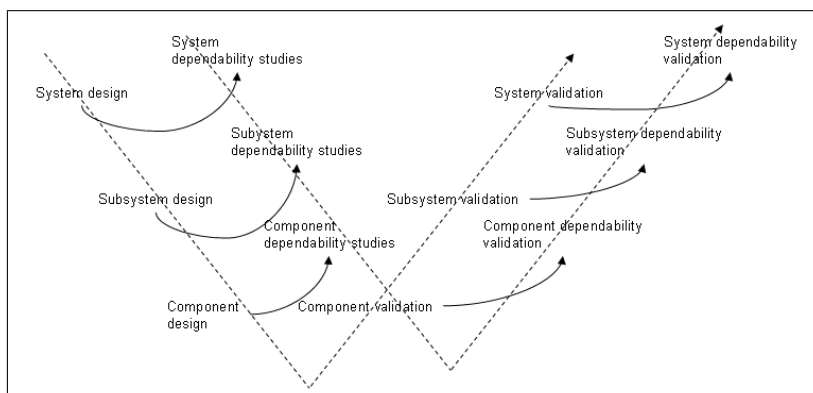 System
dependability studies
System dependability
validation
System design
System validation
Subystem
dependability studies
Subsystem dependability
validation
Subsystem design
Subsystem validation
Component
dependability studies
Component dependability
validation
Component
design
Component validation